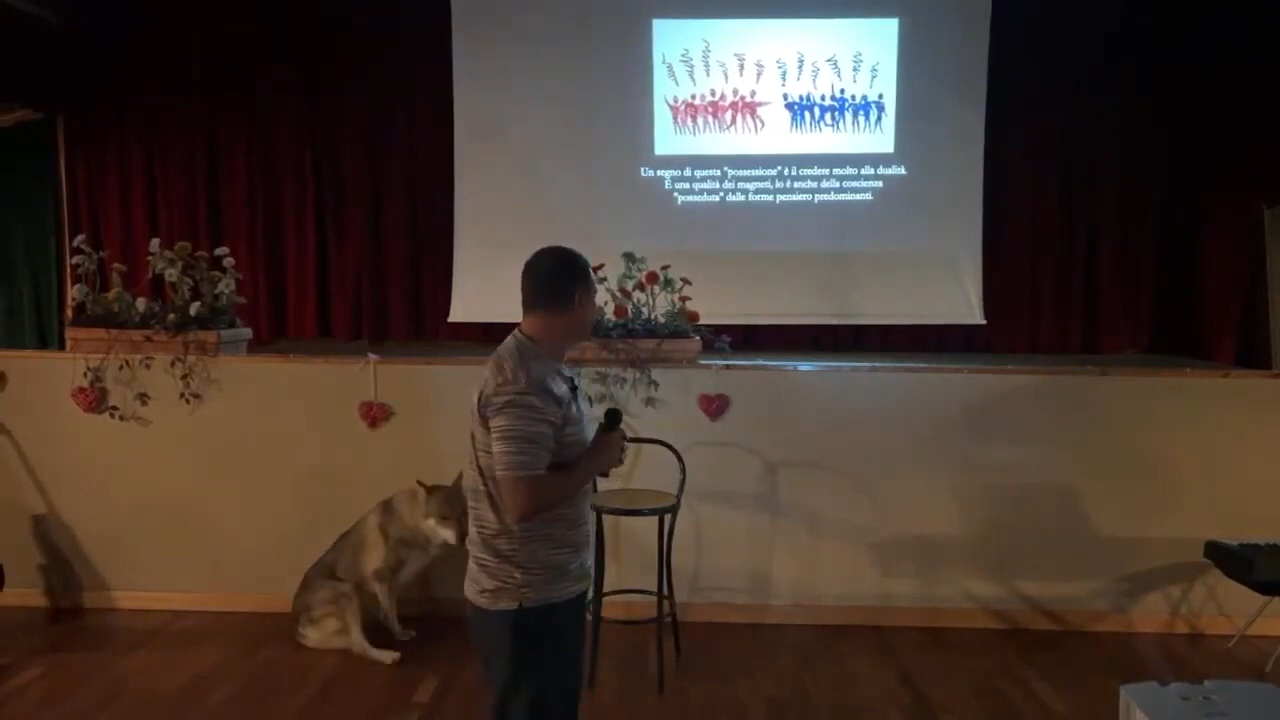 Un segno di questa "possessione" è il credere molto alla dualità.
È una qualità dei magneti, lo è anche della coscienza
"posseduta" dalle forme pensiero predominanti.